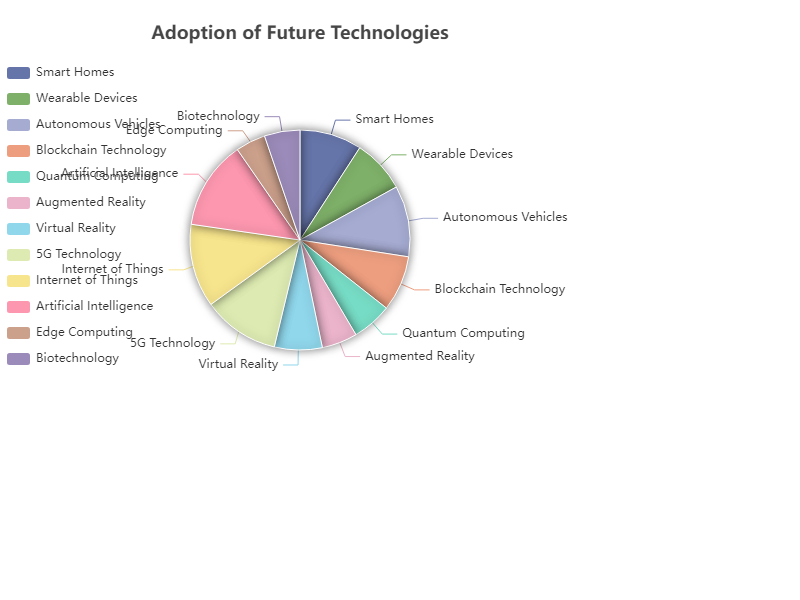 Adoption of Future Technologies
Smart Homes
Wearable Devices
Autonomous Vehicles
Blockchain Technology
Quantum Computing
Augmented Reality
Virtual Reality
5G Technology
Internet of Things
Artificial Intelligence
Edge Computing
Biotechnology
Smart Homes
Wearable Devices
Autonomous Vehicles
Blockchain Technology
Quantum Computing
Augmented Reality
Virtual Reality
5G Technology
Internet of Things
Artificial Intelligence
Edge Computing
Biotechnology